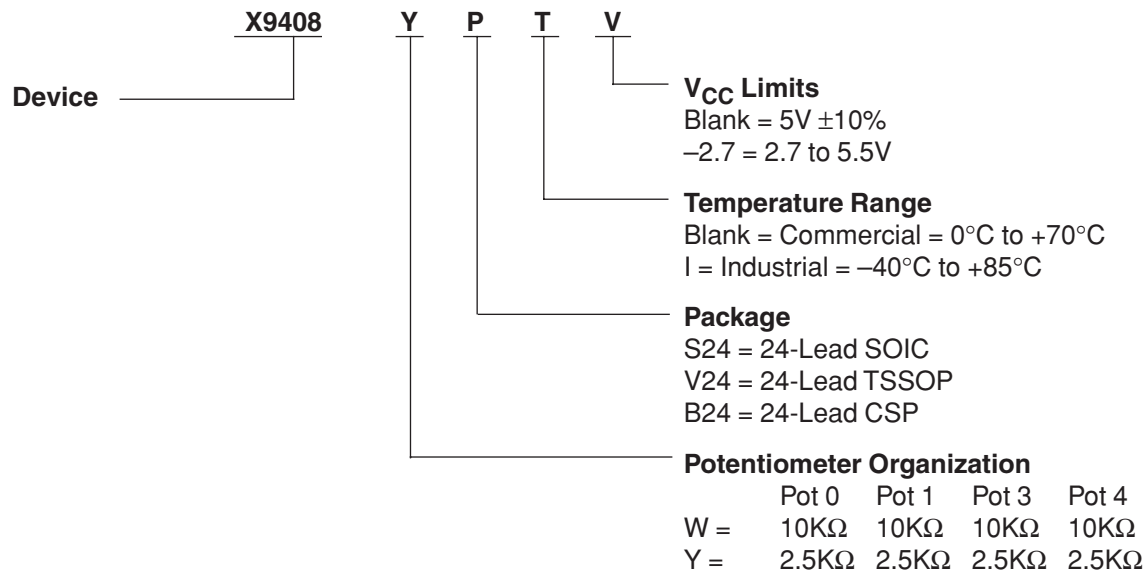 X9408 Y P T V
Device
VCC Limits
Blank = 5V ±10%
–2.7 = 2.7 to 5.5V
Temperature Range
Blank = Commercial = 0°C to +70°C
I = Industrial = –40°C to +85°C
Package
S24 = 24-Lead SOIC
V24 = 24-Lead TSSOP
B24 = 24-Lead CSP
Potentiometer Organization
Pot 0 Pot 1 Pot 3 Pot 4
W = 10KΩ 10KΩ 10KΩ 10KΩ
Y = 2.5KΩ 2.5KΩ 2.5KΩ 2.5KΩ